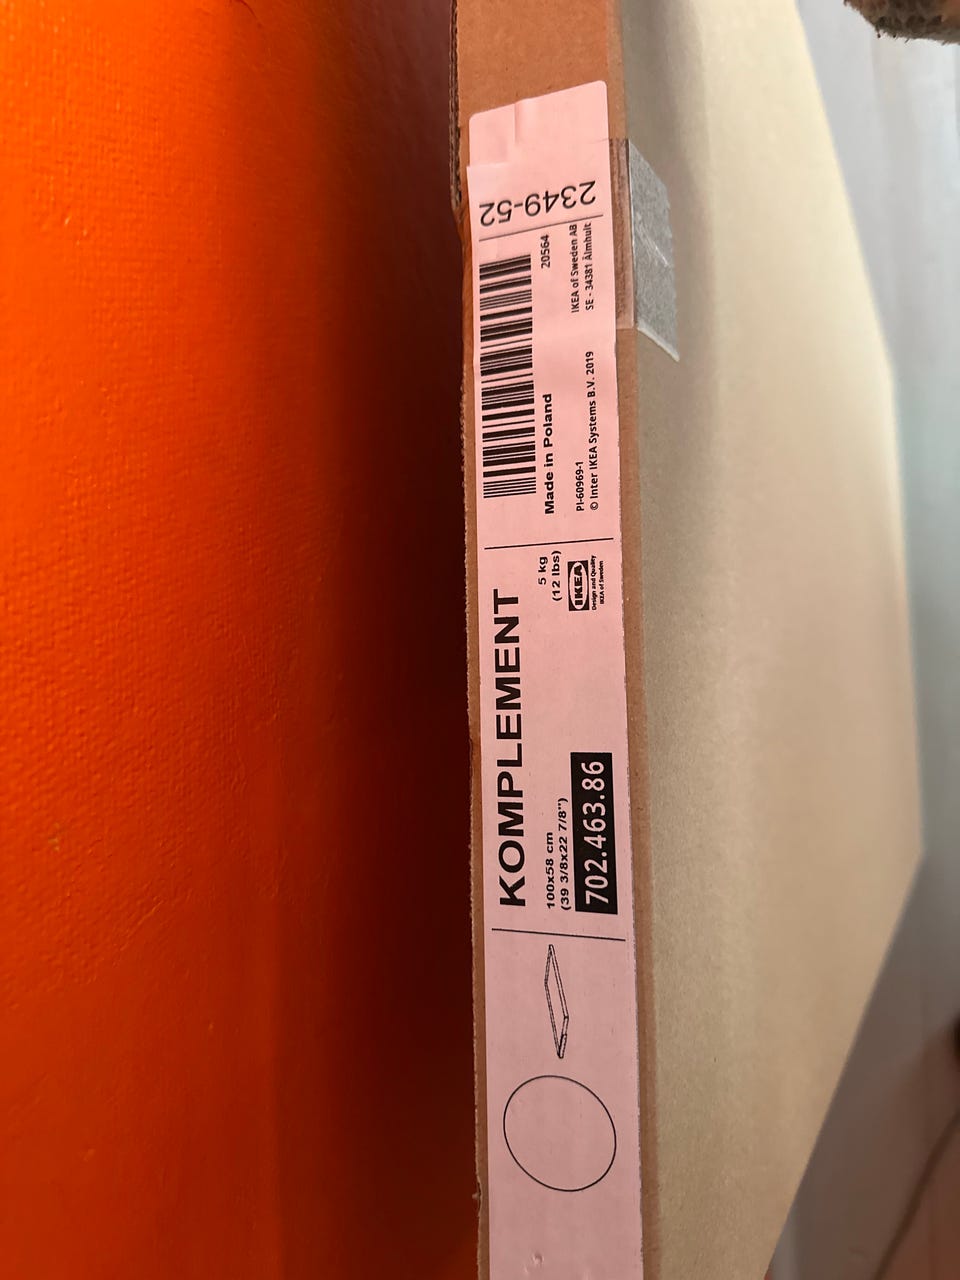 KOMPLEMENT
100x58 cm
(39 3/8x22 7/8")
702.463.86
5 kg
(12 lbs)
IKEA
Design and Quality
IKEA of Sweden
Made in Poland
20564
PI-60969-1
© Inter IKEA Systems B.V. 2019
IKEA of Sweden AB
SE - 34381 Älmhult
2349-52